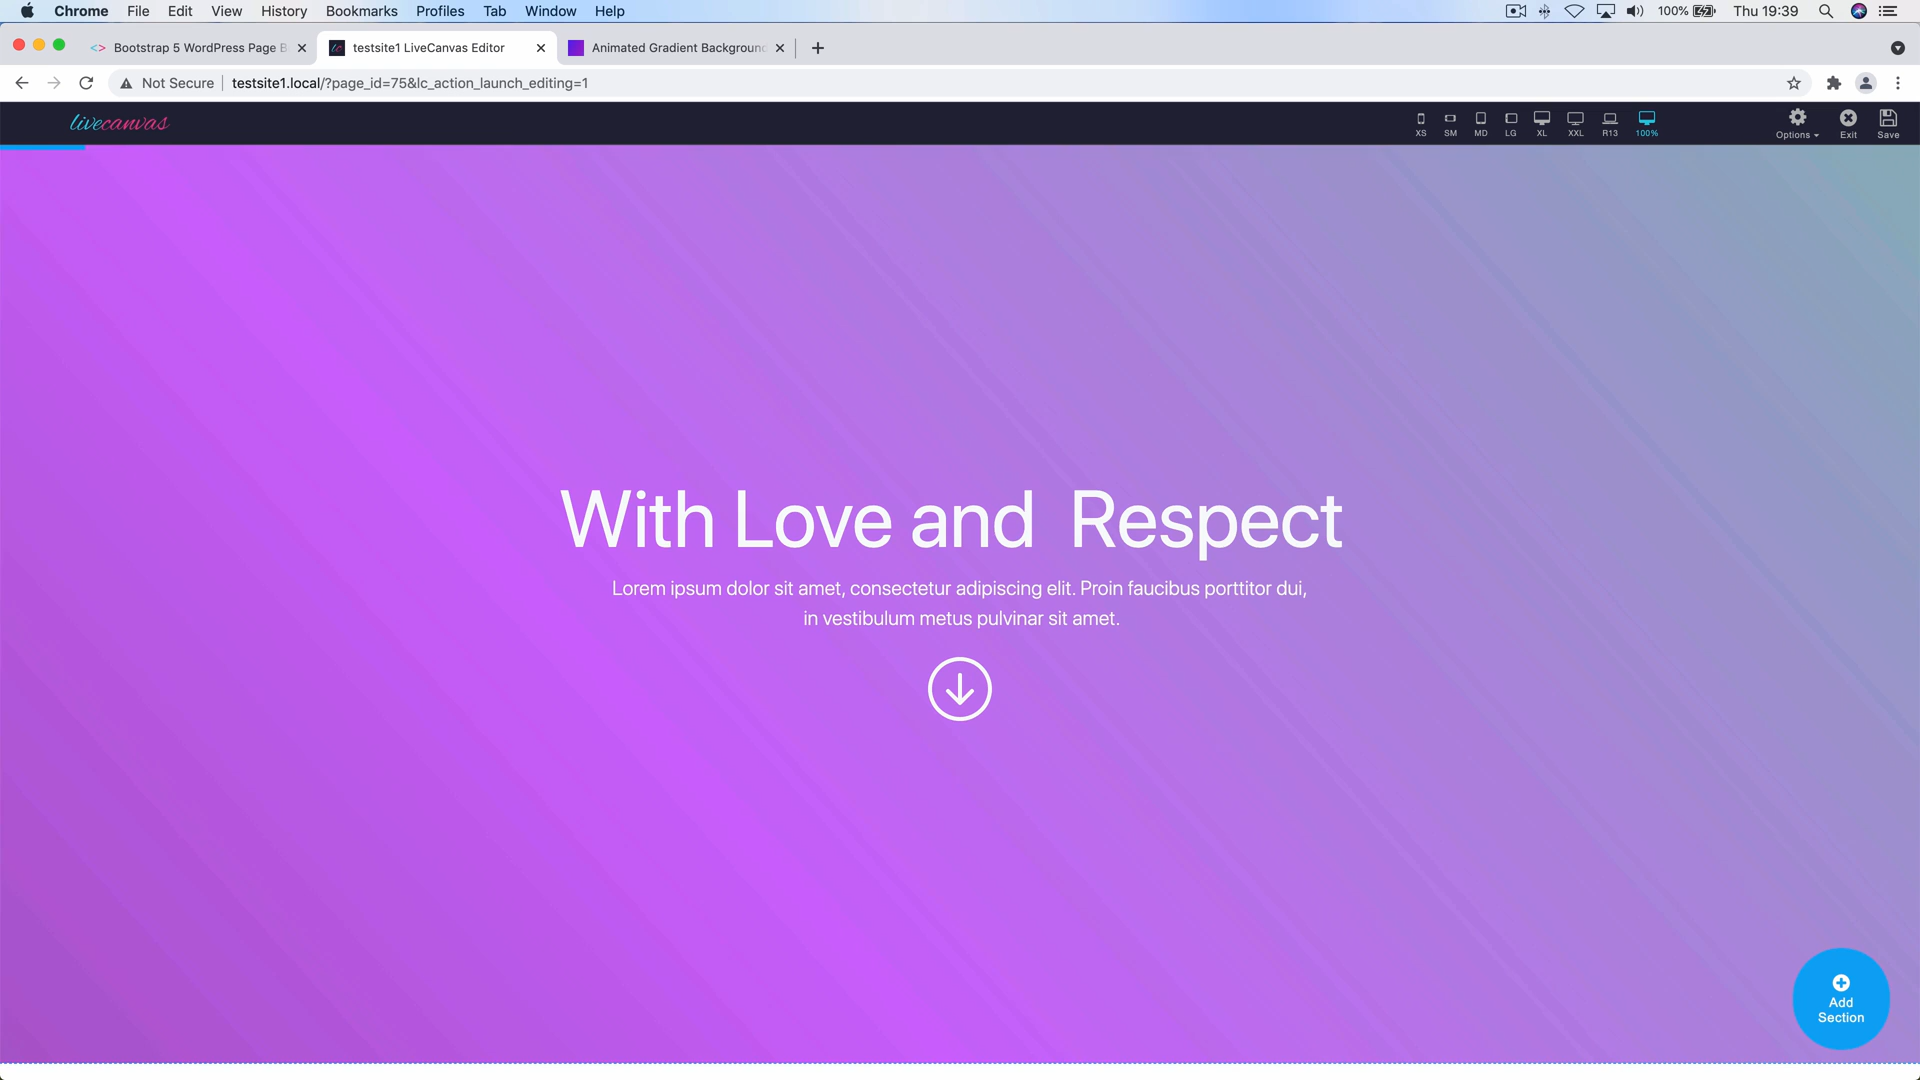 Chrome File Edit View History Bookmarks Profiles Tab Window Help 100% Thu 19:39
Bootstrap 5 WordPress Page B testsite1 LiveCanvas Editor Animated Gradient Background
Not Secure testsite1.local/?page_id=75&lc_action_launch_editing=1
livecanvas XS SM MD LG XL XXL R13 100% Options Exit Save
With Love and Respect
Lorem ipsum dolor sit amet, consectetur adipiscing elit. Proin faucibus porttitor dui,
in vestibulum metus pulvinar sit amet.
Add
Section